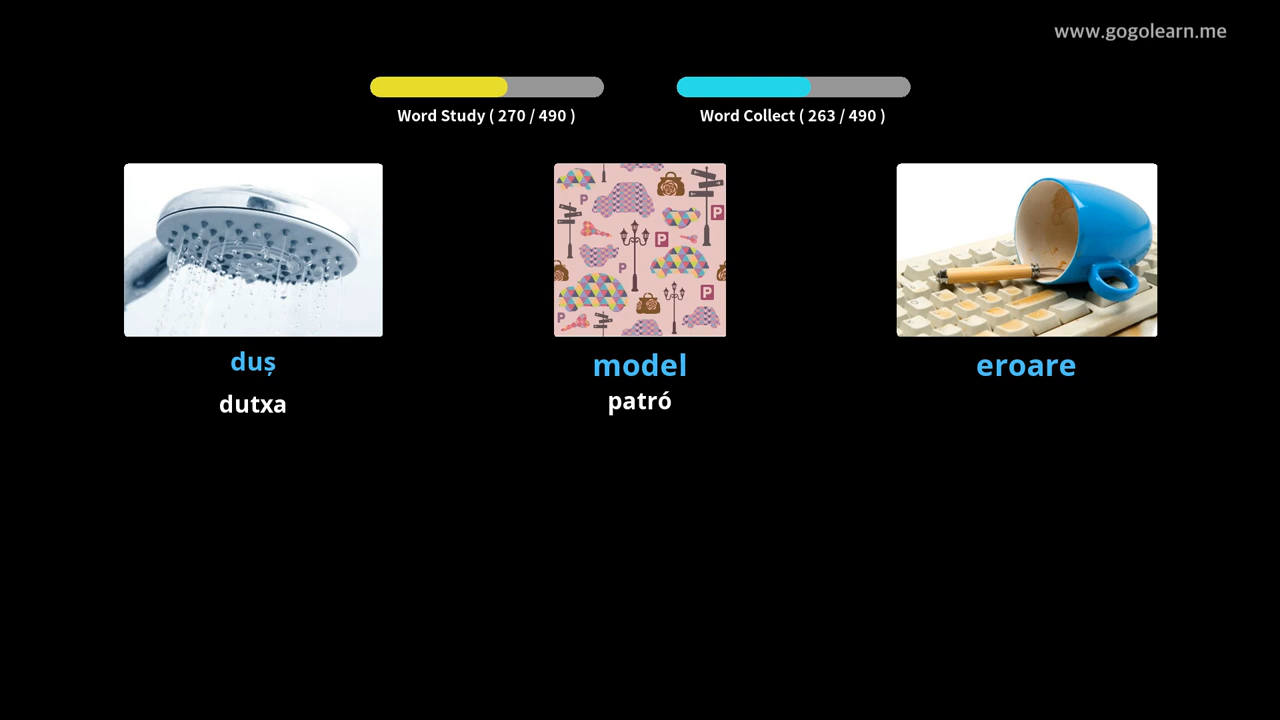 www.gogolearn.me
Word Study ( 270 / 490 )
Word Collect ( 263 / 490 )
duș
model
eroare
dutxa
patró
P
P
P
P
P
P